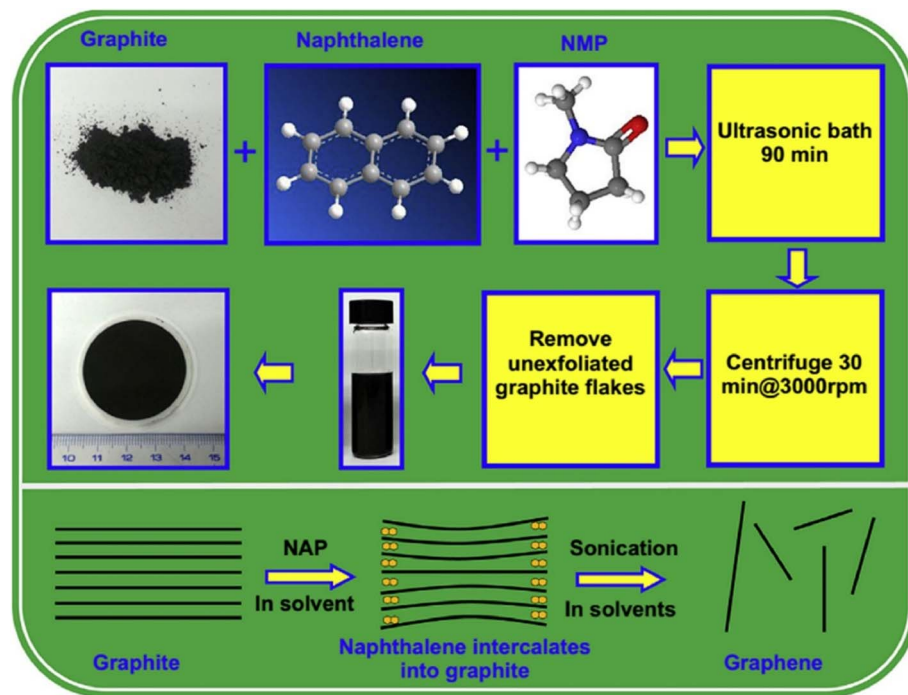 Graphite
Naphthalene
NMP
+
+
Ultrasonic bath
90 min
Remove
unexfoliated
graphite flakes
Centrifuge 30
min@3000rpm
10 11 12 13 14 15
NAP
In solvent
Sonication
In solvents
Graphite
Naphthalene intercalates
into graphite
Graphene